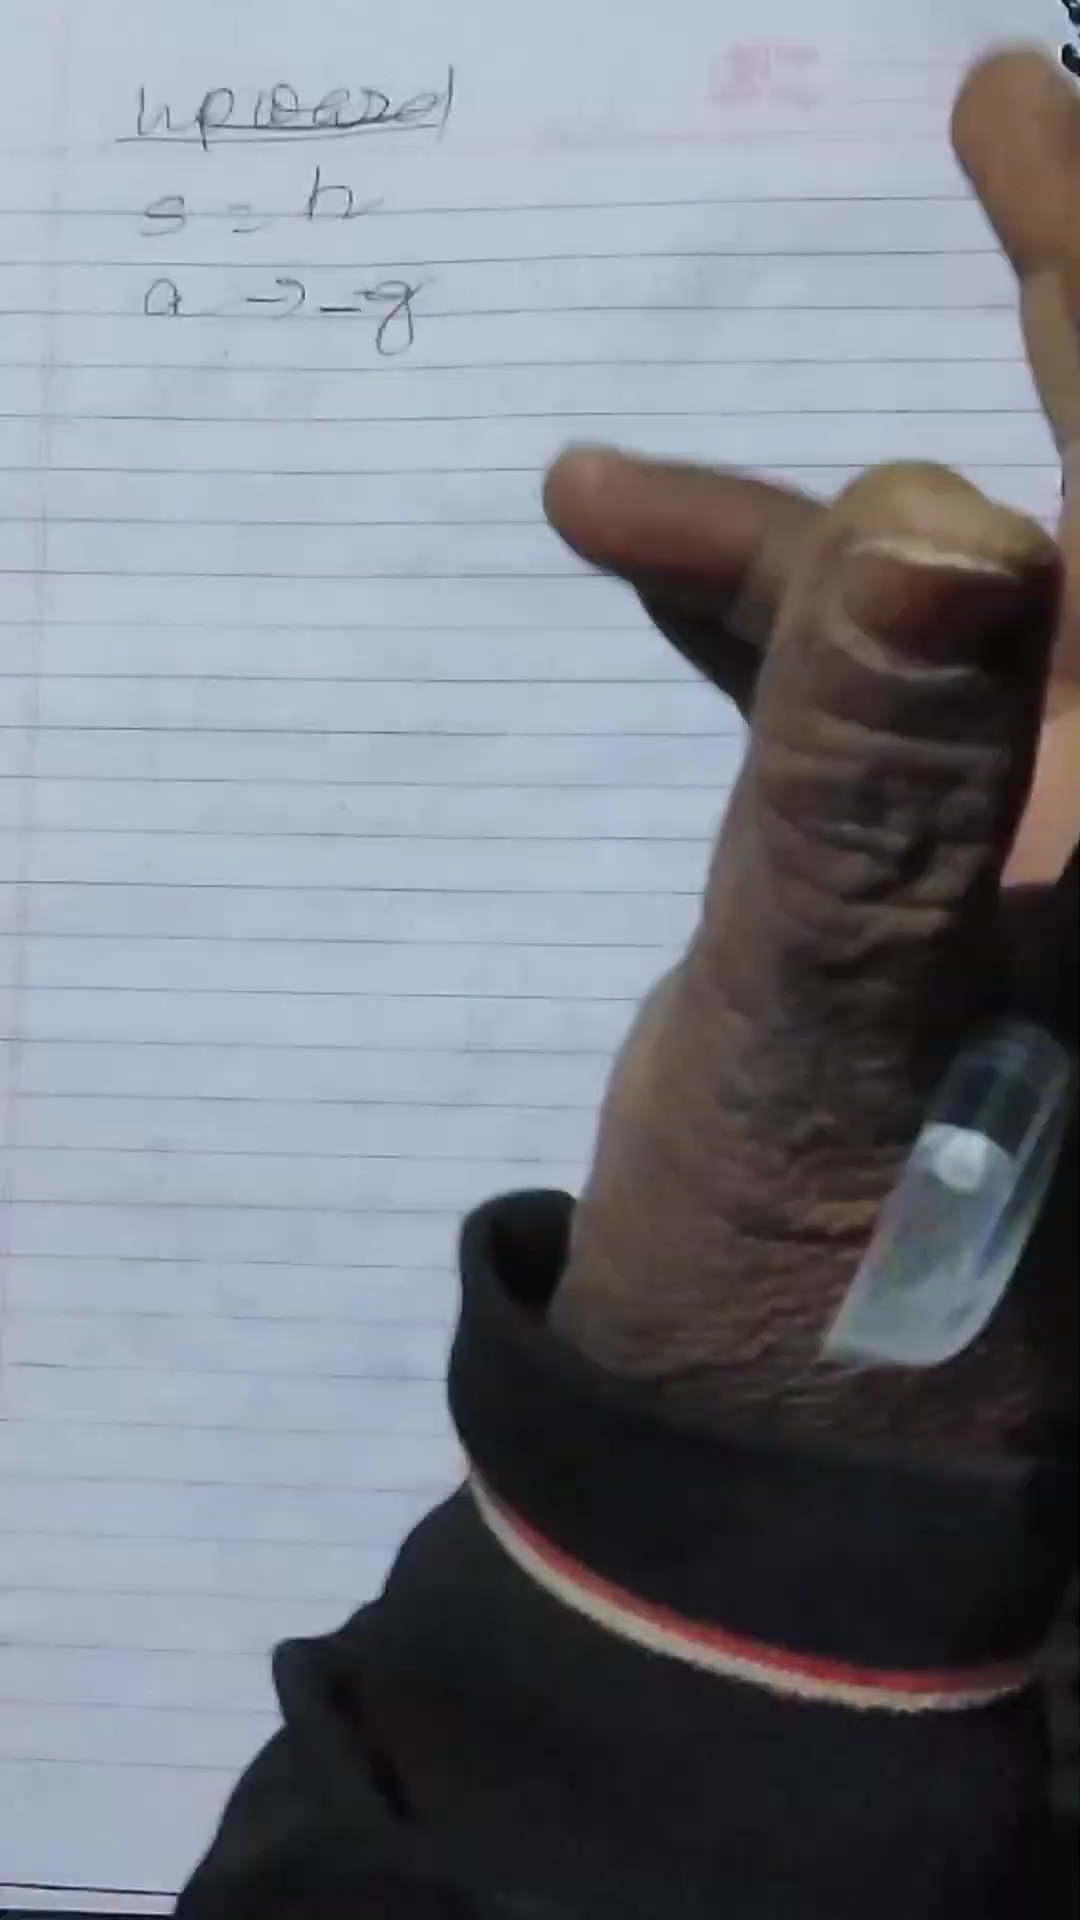 upward
s = h
a → -g